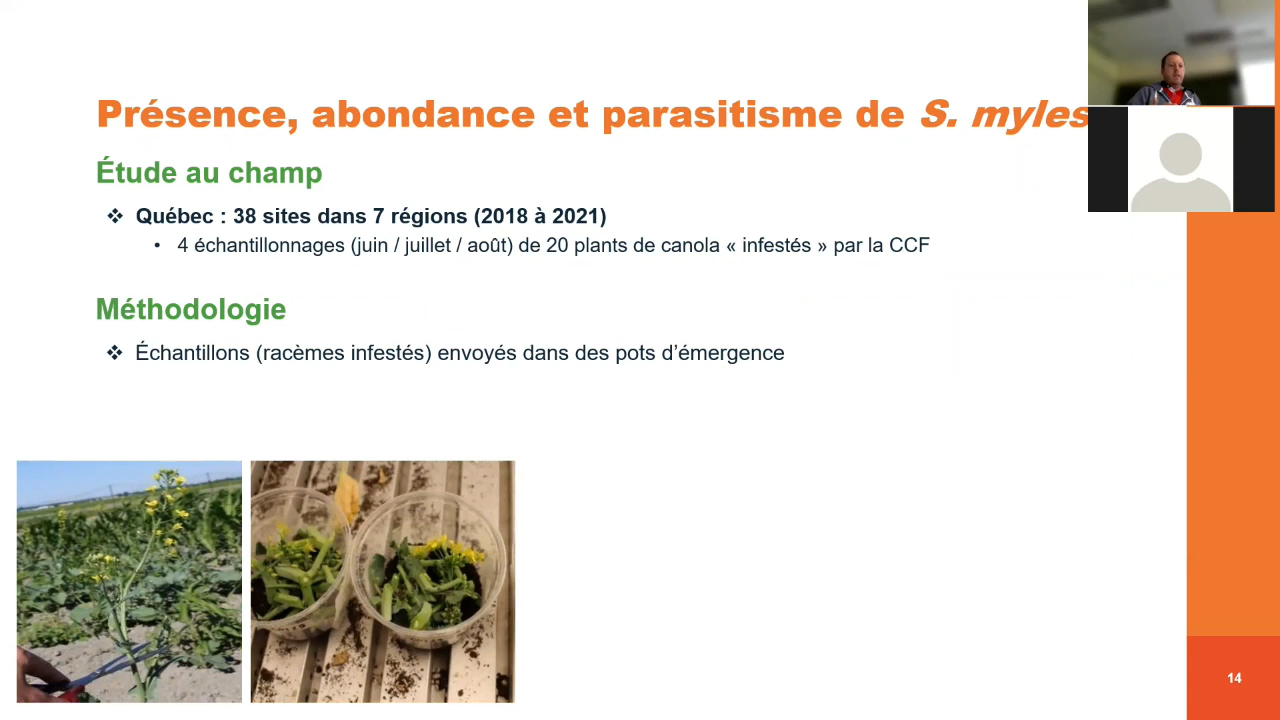 Présence, abondance et parasitisme de S. myles
Étude au champ
❖ Québec : 38 sites dans 7 régions (2018 à 2021)
• 4 échantillonnages (juin / juillet / août) de 20 plants de canola « infestés » par la CCF
Méthodologie
❖ Échantillons (racèmes infestés) envoyés dans des pots d’émergence
14